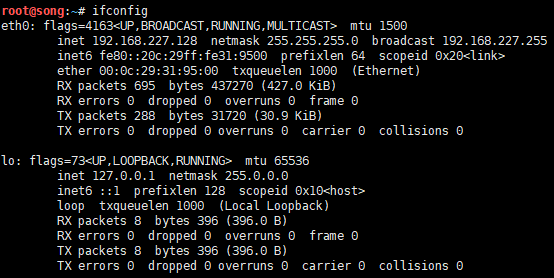 root@song:~# ifconfig
eth0: flags=4163<UP,BROADCAST,RUNNING,MULTICAST>  mtu 1500
        inet 192.168.227.128  netmask 255.255.255.0  broadcast 192.168.227.255
        inet6 fe80::20c:29ff:fe31:9500  prefixlen 64  scopeid 0x20<link>
        ether 00:0c:29:31:95:00  txqueuelen 1000  (Ethernet)
        RX packets 695  bytes 437270 (427.0 KiB)
        RX errors 0  dropped 0  overruns 0  frame 0
        TX packets 288  bytes 31720 (30.9 KiB)
        TX errors 0  dropped 0 overruns 0  carrier 0  collisions 0

lo: flags=73<UP,LOOPBACK,RUNNING>  mtu 65536
        inet 127.0.0.1  netmask 255.0.0.0
        inet6 ::1  prefixlen 128  scopeid 0x10<host>
        loop  txqueuelen 1000  (Local Loopback)
        RX packets 8  bytes 396 (396.0 B)
        RX errors 0  dropped 0  overruns 0  frame 0
        TX packets 8  bytes 396 (396.0 B)
        TX errors 0  dropped 0 overruns 0  carrier 0  collisions 0